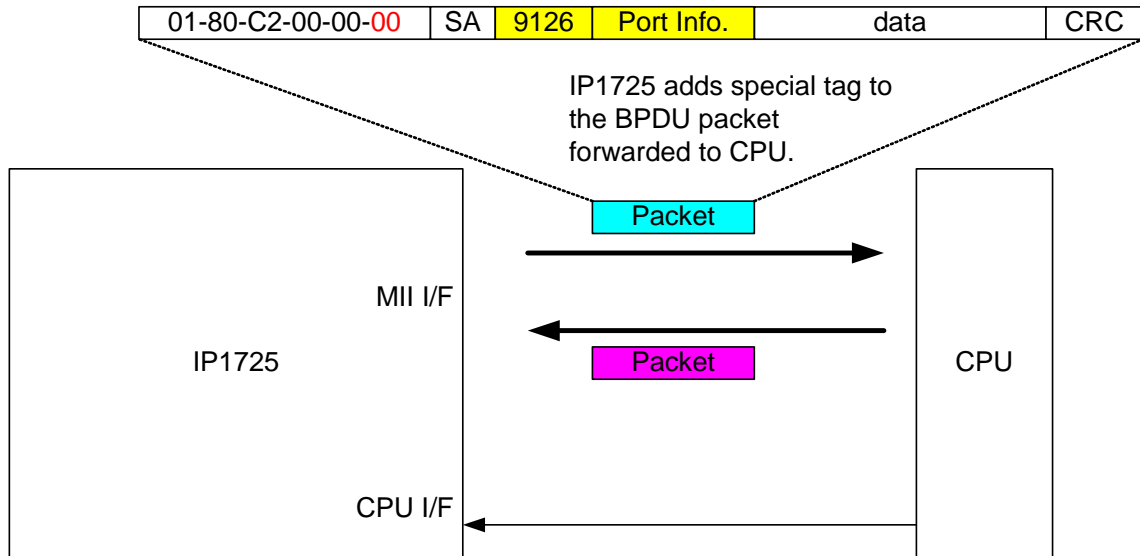 01-80-C2-00-00-00 SA 9126 Port Info. data CRC
IP1725 adds special tag to
the BPDU packet
forwarded to CPU.
Packet
MII I/F
IP1725
Packet
CPU
CPU I/F